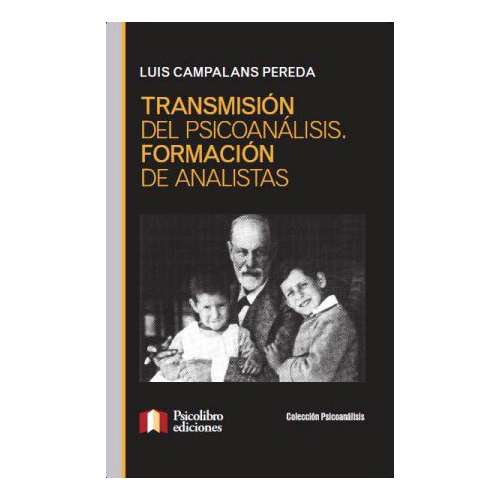 LUIS CAMPALANS PEREDA
TRANSMISIÓN
DEL PSICOANÁLISIS.
FORMACIÓN
DE ANALISTAS
Psicolibro
ediciones
Colección Psicoanálisis